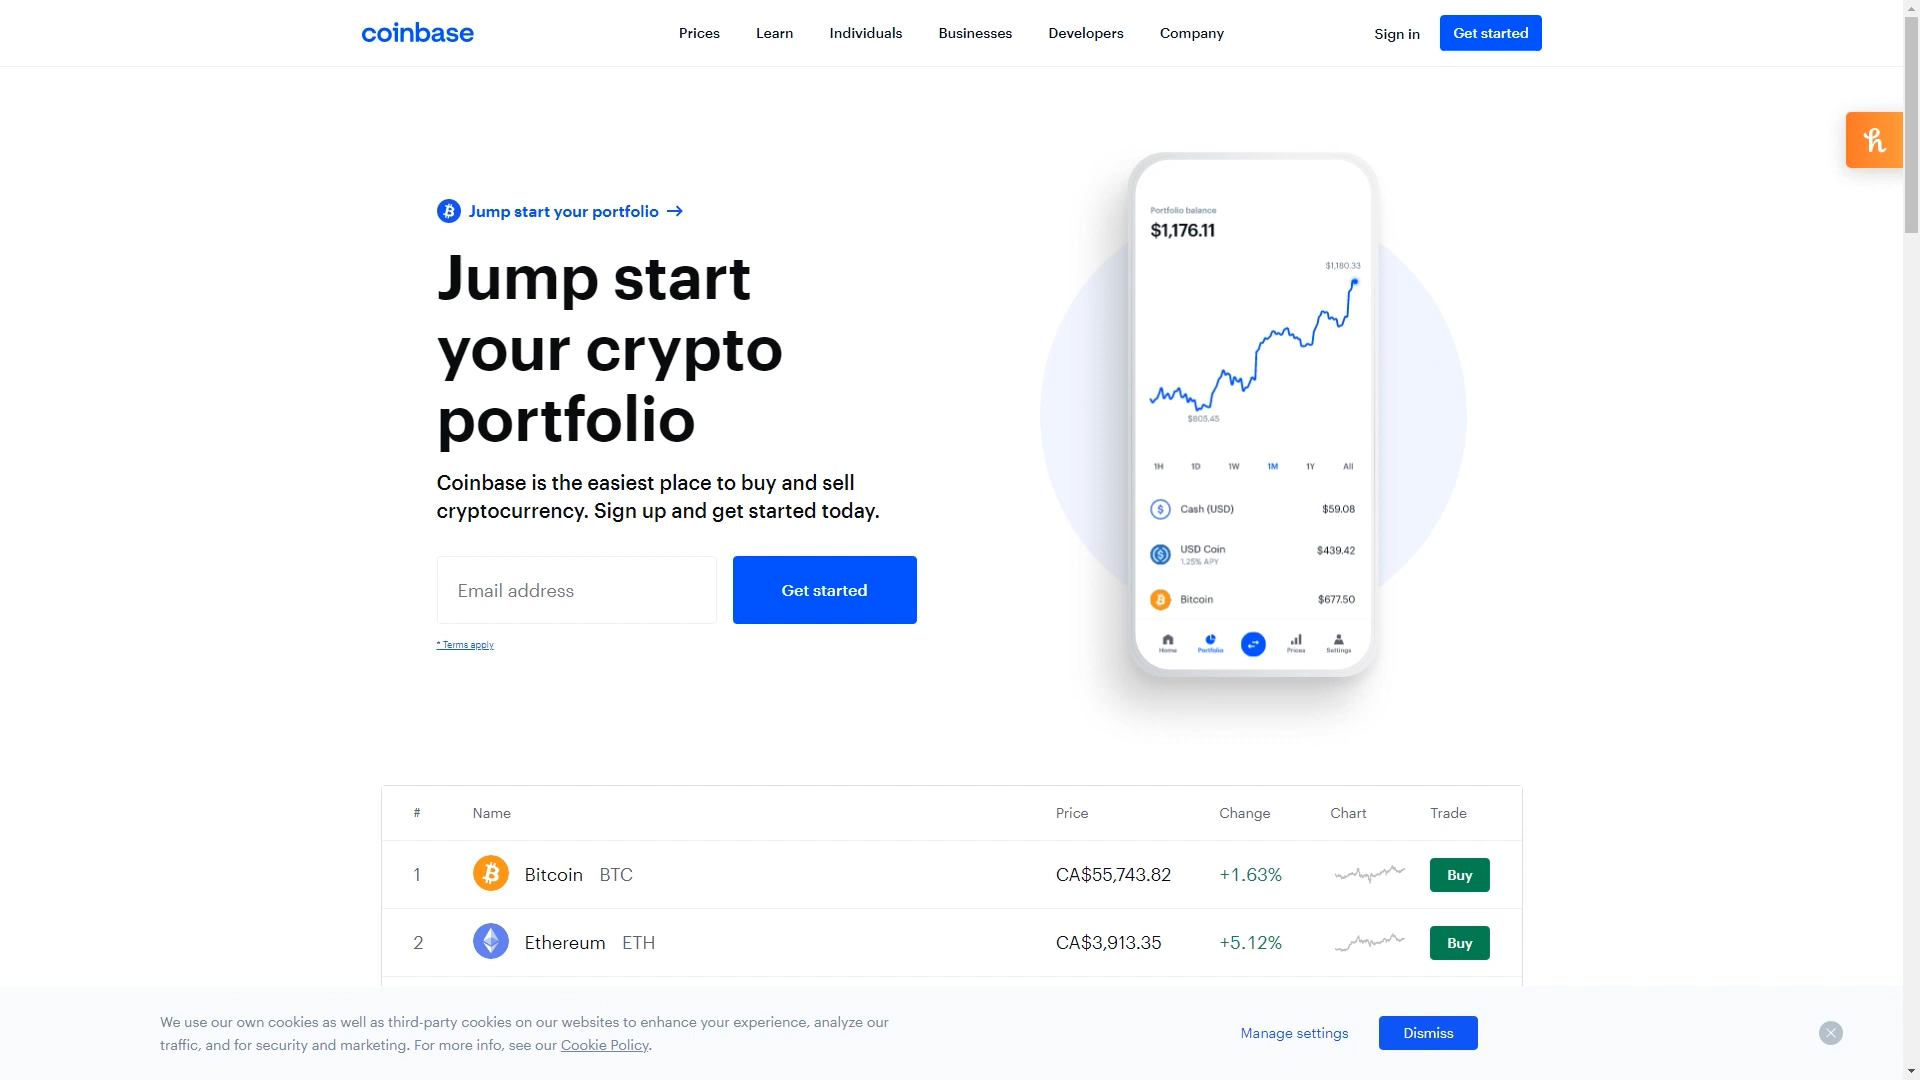 coinbase
Prices
Learn
Individuals
Businesses
Developers
Company
Sign in
Get started
Jump start your portfolio →
Jump start
your crypto
portfolio
Coinbase is the easiest place to buy and sell
cryptocurrency. Sign up and get started today.
Email address
Get started
* Terms apply
Portfolio balance
$1,176.11
$1,180.33
$805.45
1H 1D 1W 1M 1Y All
Cash (USD) $59.08
USD Coin $439.42
1.25% APY
Bitcoin $677.50
Home Portfolio Prices Settings
# Name Price Change Chart Trade
1 Bitcoin BTC CA$55,743.82 +1.63% Buy
2 Ethereum ETH CA$3,913.35 +5.12% Buy
We use our own cookies as well as third-party cookies on our websites to enhance your experience, analyze our
traffic, and for security and marketing. For more info, see our Cookie Policy.
Manage settings
Dismiss